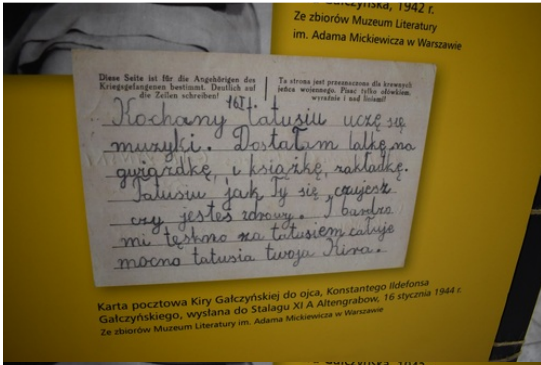 1942 r.
Ze zbiorów Muzeum Literatury
im. Adama Mickiewicza w Warszawie
Diese Seite ist für die Angehörigen des
Kriegsgefangenen bestimmt. Deutlich auf
die Zeilen schreiben!
Ta strona jest przeznaczona dla krewnych
jeńca wojennego. Pisać tylko ołówkiem,
wyraźnie i nad liniami!
Kochany tatusiu uczę się
muzyki. Dostałam lalkę na
gwiazdkę, i książkę, zakładkę.
Tatusiu jak Ty się czujesz
czy jesteś zdrowy. I bardzo
mi tęskno za tatusiem całuje
mocno tatusia twoja Kira.
Karta pocztowa Kiry Gałczyńskiej do ojca, Konstantego Ildefonsa
Gałczyńskiego, wysłana do Stalagu XI A Altengrabow, 16 stycznia 1944 r.
Ze zbiorów Muzeum Literatury im. Adama Mickiewicza w Warszawie